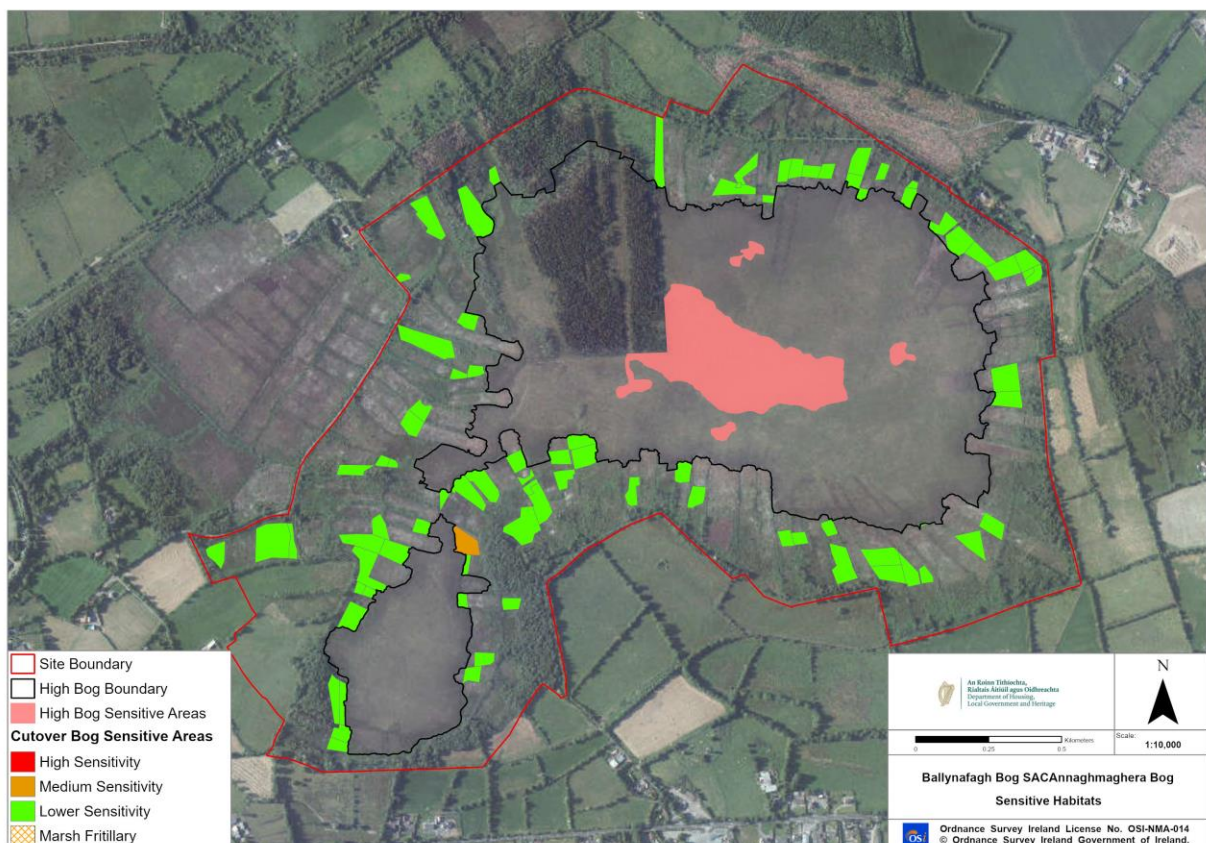 Site Boundary
High Bog Boundary
High Bog Sensitive Areas
Cutover Bog Sensitive Areas
High Sensitivity
Medium Sensitivity
Lower Sensitivity
Marsh Fritillary
An Roinn Tithíochta,
Rialtais Áitiúil agus Oidhreachta
Department of Housing,
Local Government and Heritage
N
Kilometers
0 0.25 0.5
Scale:
1:10,000
Ballynafagh Bog SACAnnaghmaghera Bog
Sensitive Habitats
osi
Ordnance Survey Ireland License No. OSI-NMA-014
© Ordnance Survey Ireland Government of Ireland.